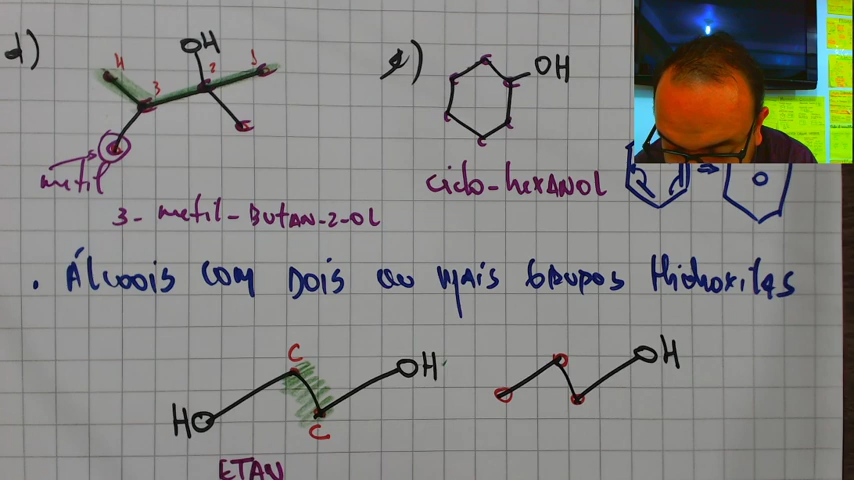 d) OH e) OH
4 3 2 1
metil ciclo-hexANOL
3-metil-ButAN-2-OL
. Álcoois com Dois ou mais Grupos Hidroxilas
C OH OH
HO C
ETAN